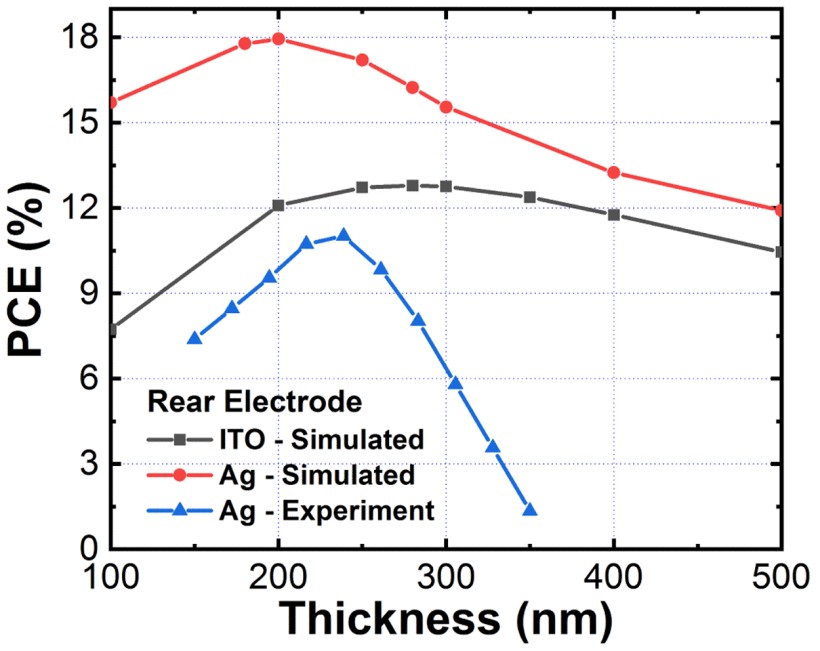 18
15
12
9
6
3
0
PCE (%)
Rear Electrode
ITO - Simulated
Ag - Simulated
Ag - Experiment
100 200 300 400 500
Thickness (nm)